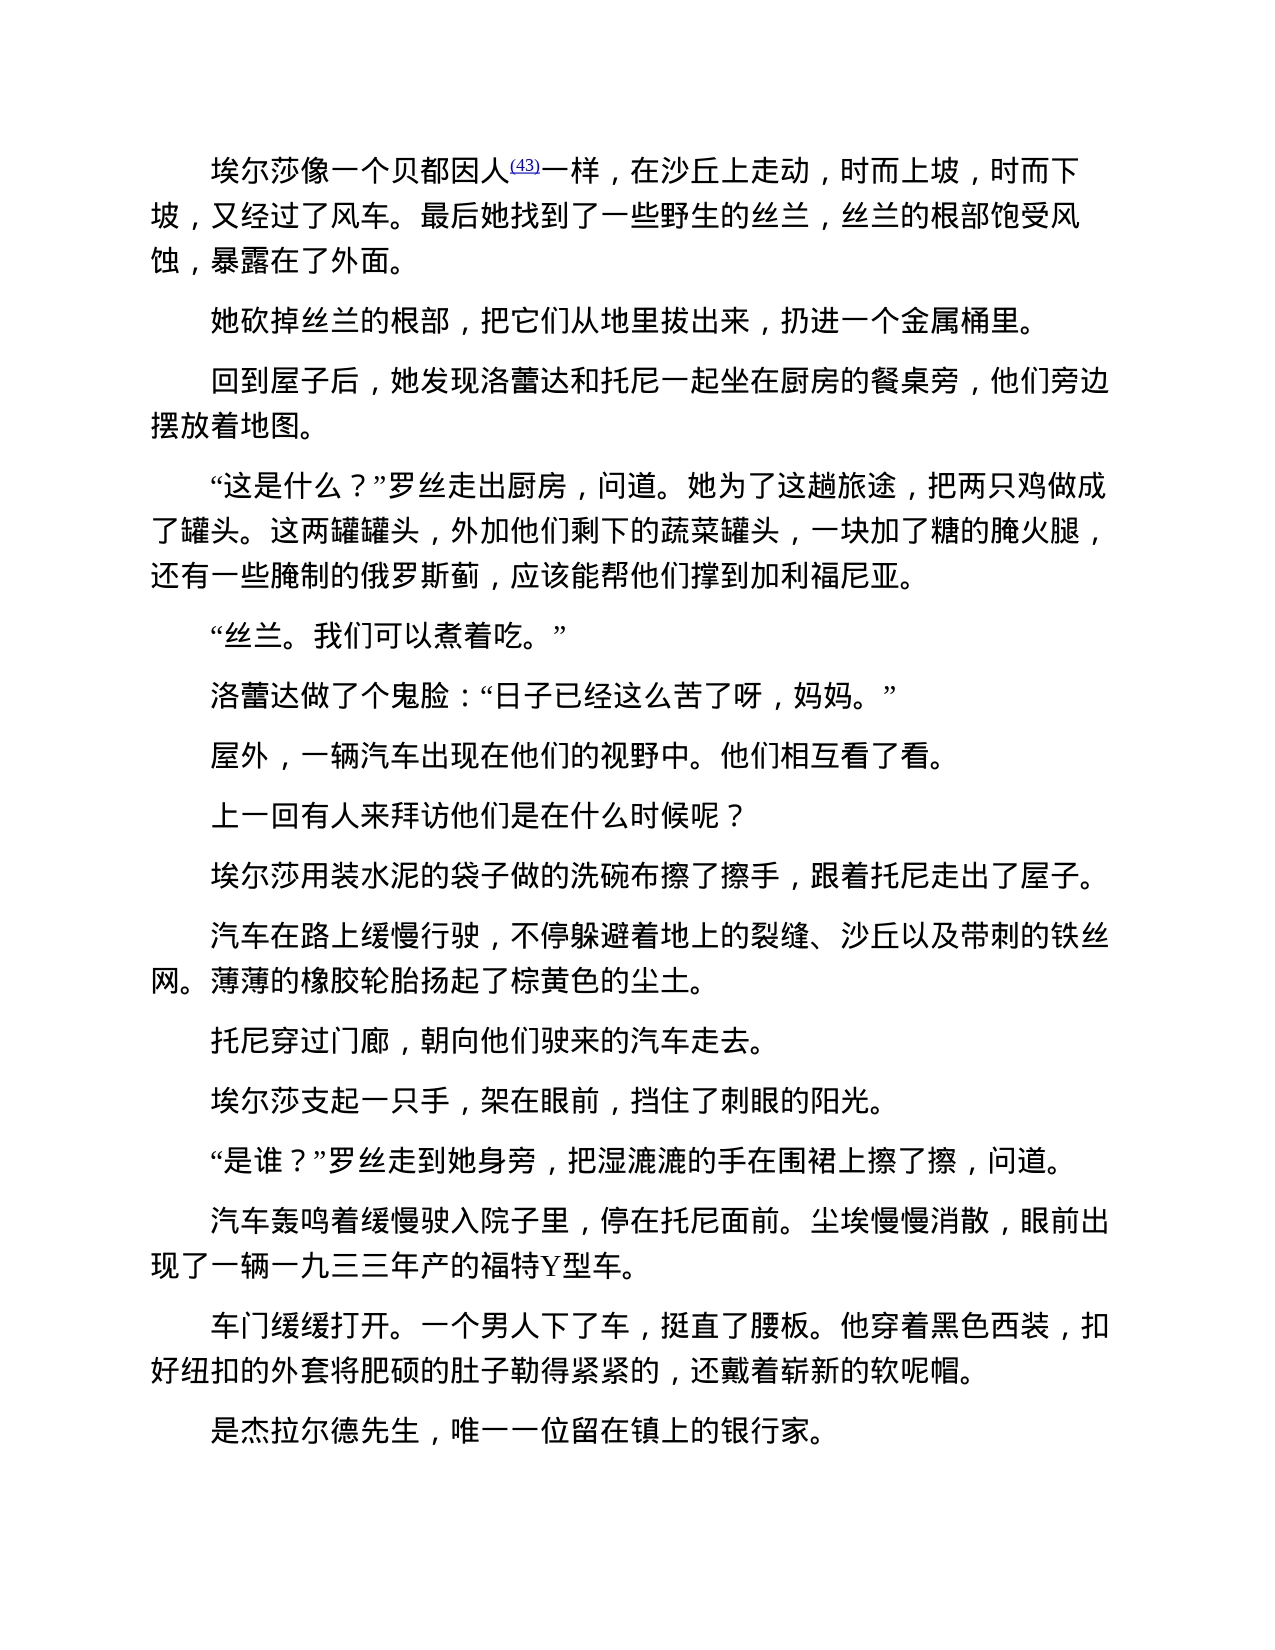 埃尔莎像一个贝都因人(43)一样，在沙丘上走动，时而上坡，时而下
坡，又经过了风车。最后她找到了一些野生的丝兰，丝兰的根部饱受风
蚀，暴露在了外面。
她砍掉丝兰的根部，把它们从地里拔出来，扔进一个金属桶里。
回到屋子后，她发现洛蕾达和托尼一起坐在厨房的餐桌旁，他们旁边
摆放着地图。
“这是什么？”罗丝走出厨房，问道。她为了这趟旅途，把两只鸡做成
了罐头。这两罐罐头，外加他们剩下的蔬菜罐头，一块加了糖的腌火腿，
还有一些腌制的俄罗斯蓟，应该能帮他们撑到加利福尼亚。
“丝兰。我们可以煮着吃。”
洛蕾达做了个鬼脸：“日子已经这么苦了呀，妈妈。”
屋外，一辆汽车出现在他们的视野中。他们相互看了看。
上一回有人来拜访他们是在什么时候呢？
埃尔莎用装水泥的袋子做的洗碗布擦了擦手，跟着托尼走出了屋子。
汽车在路上缓慢行驶，不停躲避着地上的裂缝、沙丘以及带刺的铁丝
网。薄薄的橡胶轮胎扬起了棕黄色的尘土。
托尼穿过门廊，朝向他们驶来的汽车走去。
埃尔莎支起一只手，架在眼前，挡住了刺眼的阳光。
“是谁？”罗丝走到她身旁，把湿漉漉的手在围裙上擦了擦，问道。
汽车轰鸣着缓慢驶入院子里，停在托尼面前。尘埃慢慢消散，眼前出
现了一辆一九三三年产的福特Y型车。
车门缓缓打开。一个男人下了车，挺直了腰板。他穿着黑色西装，扣
好纽扣的外套将肥硕的肚子勒得紧紧的，还戴着崭新的软呢帽。
是杰拉尔德先生，唯一一位留在镇上的银行家。